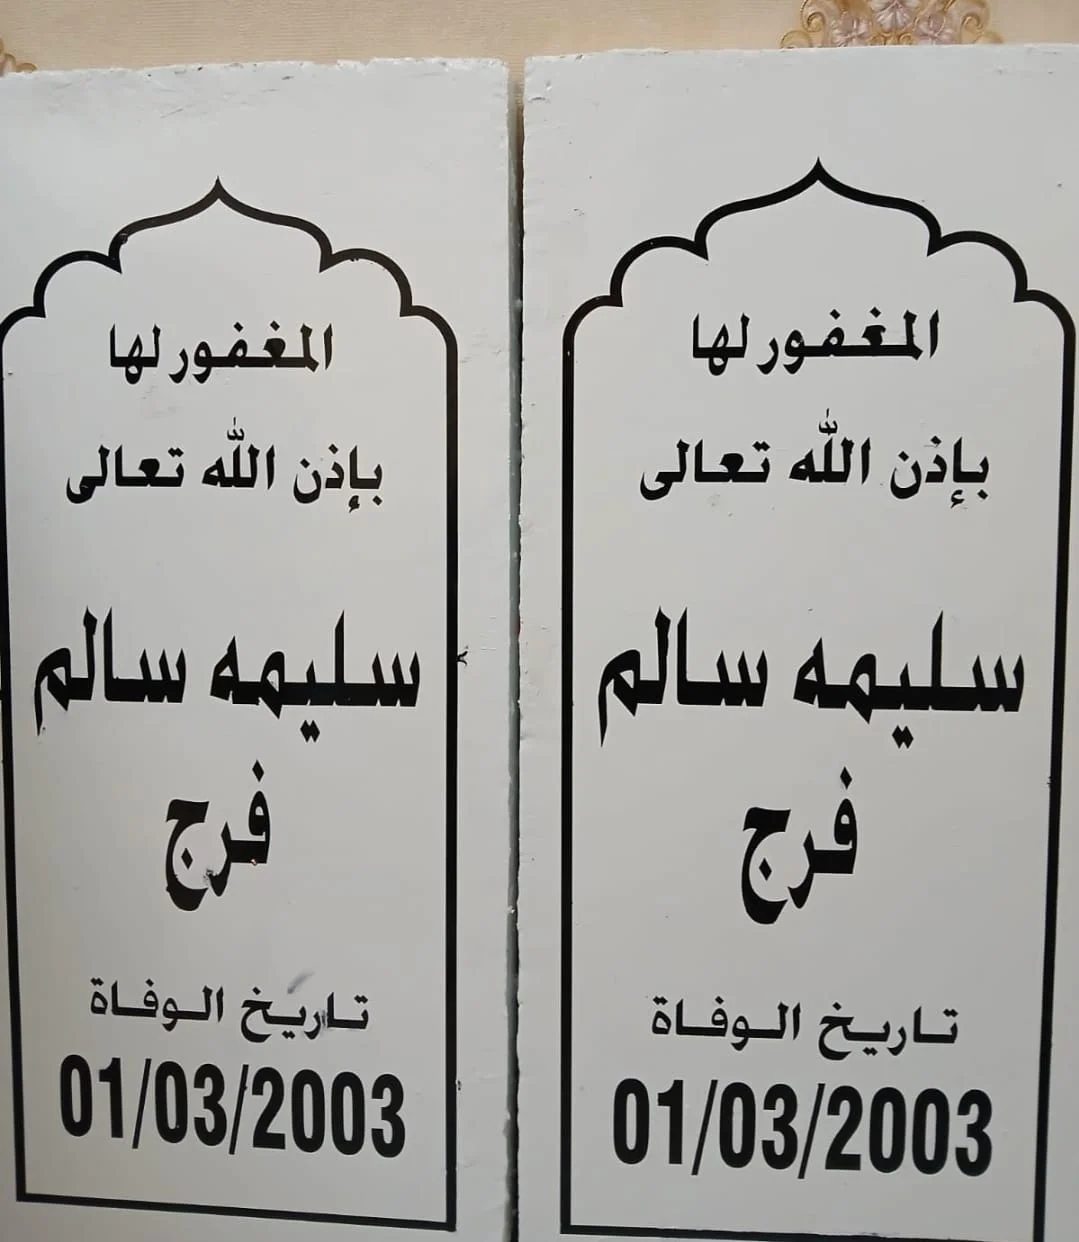 المغفور لها
بإذن الله تعالى
سليمه سالم
فرج
تاريخ الوفاة
01/03/2003
المغفور لها
بإذن الله تعالى
سليمه سالم
فرج
تاريخ الوفاة
01/03/2003